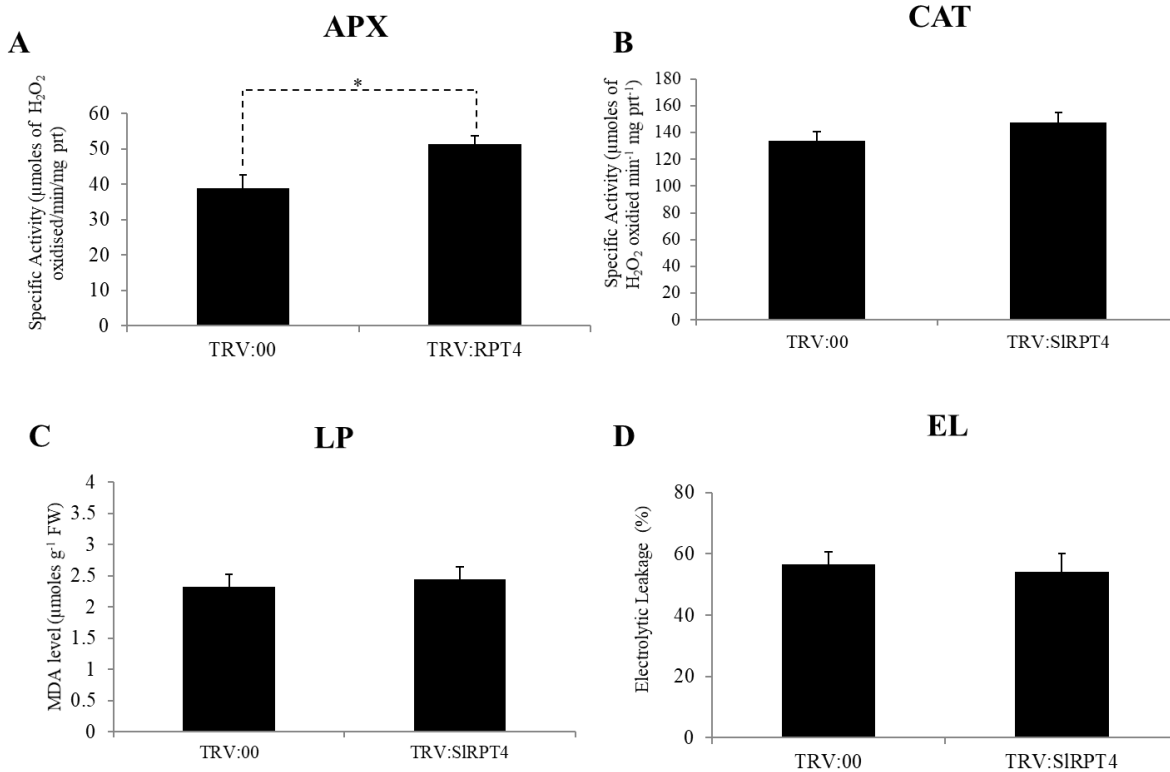 A
APX
*
Specific Activity (μmoles of H₂O₂
oxidised/min/mg prt)
60
50
40
30
20
10
0
TRV:00
TRV:RPT4
B
CAT
Specific Activity (μmoles of
H₂O₂ oxidied min⁻¹ mg prt⁻¹)
180
160
140
120
100
80
60
40
20
0
TRV:00
TRV:SlRPT4
C
LP
MDA level (μmoles g⁻¹ FW)
4
3.5
3
2.5
2
1.5
1
0.5
0
TRV:00
TRV:SlRPT4
D
EL
Electrolytic Leakage (%)
80
60
40
20
0
TRV:00
TRV:SlRPT4